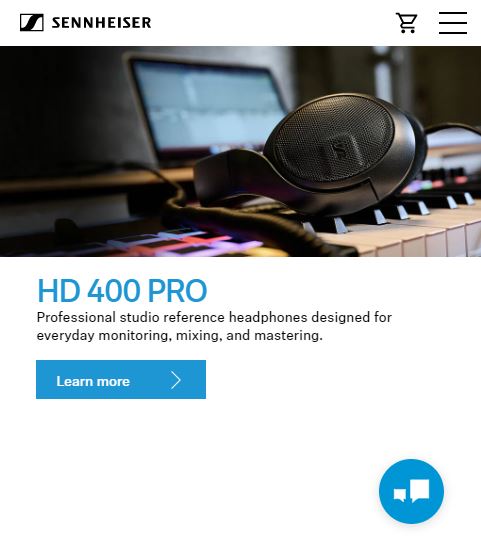 SENNHEISER
HD 400 PRO
Professional studio reference headphones designed for
everyday monitoring, mixing, and mastering.
Learn more